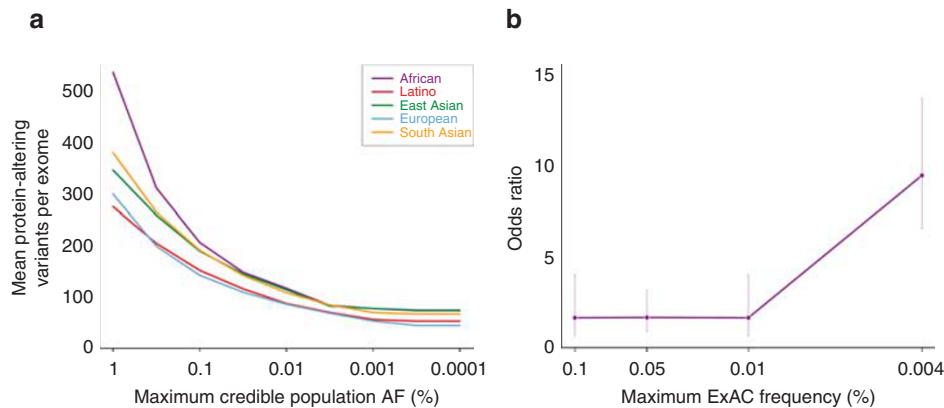 a
Mean protein-altering
variants per exome
500
400
300
200
100
0
1
0.1
0.01
0.001
0.0001
Maximum credible population AF (%)
African
Latino
East Asian
European
South Asian
b
Odds ratio
15
10
5
0
0.1
0.05
0.01
0.004
Maximum ExAC frequency (%)